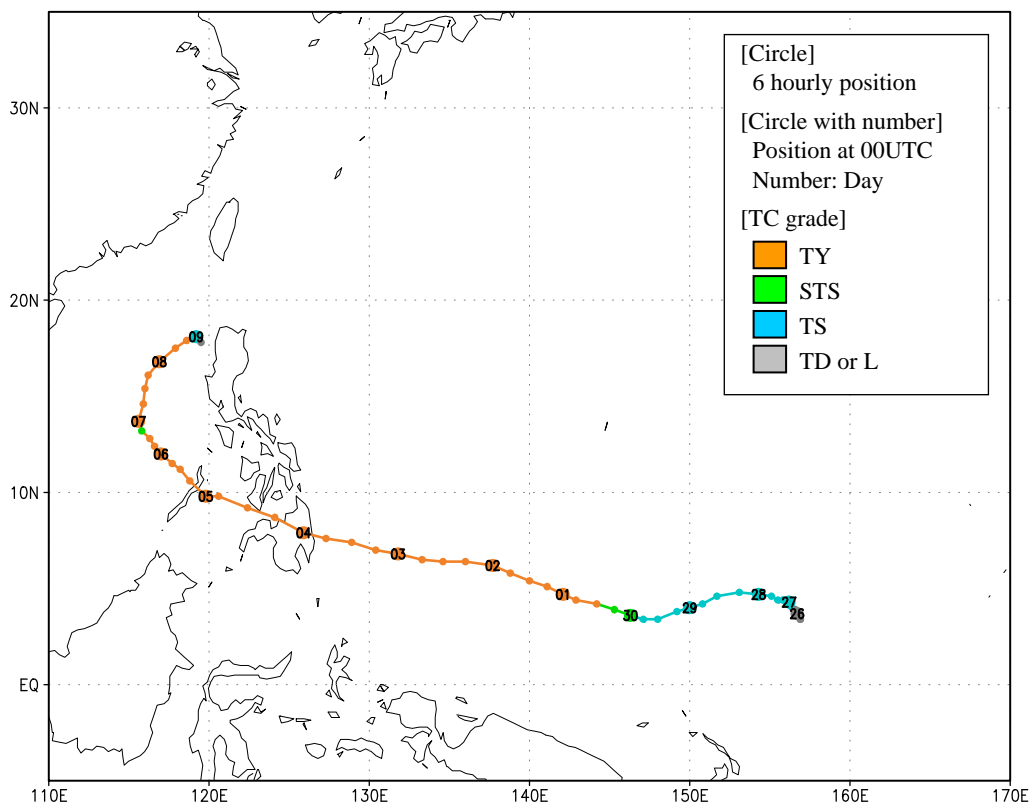 [Circle]
6 hourly position
[Circle with number]
Position at 00UTC
Number: Day
[TC grade]
TY
STS
TS
TD or L
30N
20N
10N
EQ
09
08
07
06
05
04
03
02
01
30
29
28
27
26
110E 120E 130E 140E 150E 160E 170E